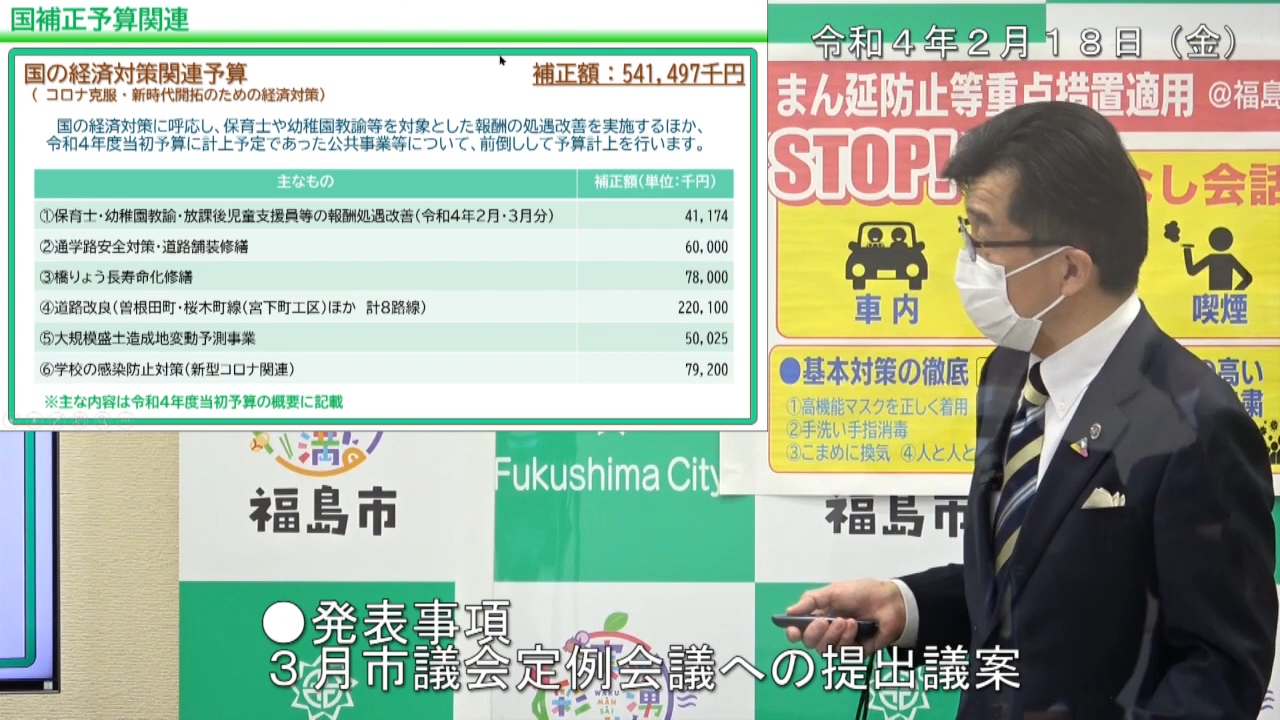 国補正予算関連
国の経済対策関連予算
補正額：541,497千円
（ コロナ克服・新時代開拓のための経済対策）
国の経済対策に呼応し、保育士や幼稚園教諭等を対象とした報酬の処遇改善を実施するほか、
令和4年度当初予算に計上予定であった公共事業等について、前倒しして予算計上を行います。
主なもの 補正額（単位：千円）
①保育士・幼稚園教諭・放課後児童支援員等の報酬処遇改善（令和4年2月・3月分） 41,174
②通学路安全対策・道路舗装修繕 60,000
③橋りょう長寿命化修繕 78,000
④道路改良（曽根田町・桜木町線（宮下町工区）ほか 計8路線） 220,100
⑤大規模盛土造成地変動予測事業 50,025
⑥学校の感染防止対策（新型コロナ関連） 79,200
※主な内容は令和4年度当初予算の概要に記載
令和４年２月１８日（金）
まん延防止等重点措置適用 @福島
STOP!
なし会話
車内
喫煙
●基本対策の徹底
の高い
①高機能マスクを正しく着用
粛
②手洗い手指消毒
③こまめに換気 ④人と人と
満
福島市
Fukushima City
福島市
WAKU
MAN
SAI
●発表事項
３月市議会定例会議への提出議案